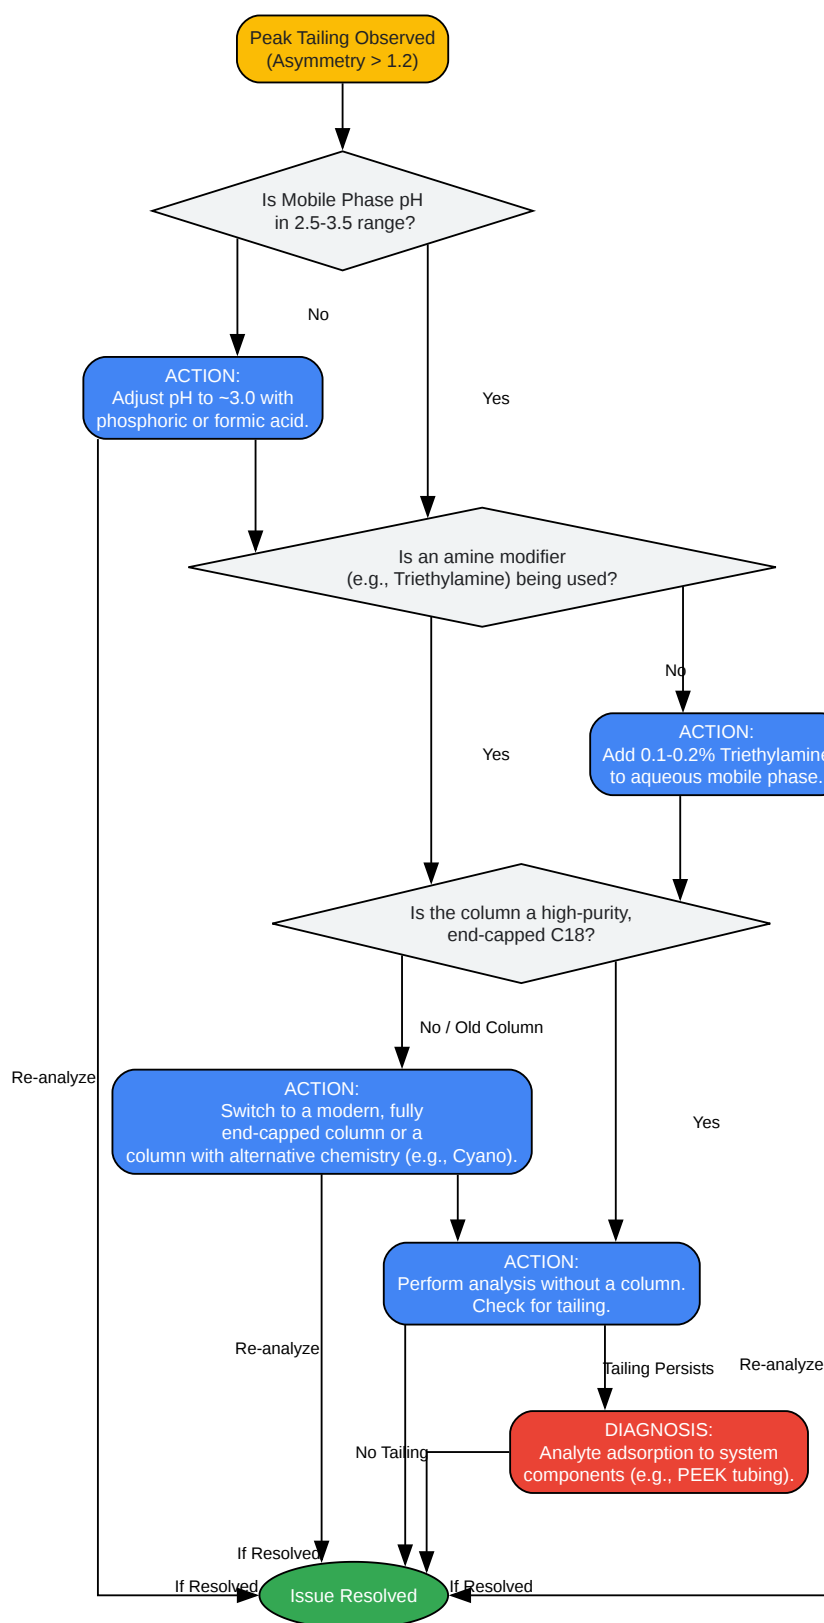 Peak Tailing Observed
(Asymmetry > 1.2)
Is Mobile Phase pH
in 2.5-3.5 range?
No
ACTION:
Adjust pH to ~3.0 with
phosphoric or formic acid.
Yes
Is an amine modifier
(e.g., Triethylamine) being used?
No
ACTION:
Add 0.1-0.2% Triethylamine
to aqueous mobile phase.
Yes
Is the column a high-purity,
end-capped C18?
No / Old Column
Re-analyze
ACTION:
Switch to a modern, fully
end-capped column or a
column with alternative chemistry (e.g., Cyano).
Yes
ACTION:
Perform analysis without a column.
Check for tailing.
Re-analyze
Tailing Persists
Re-analyze
DIAGNOSIS:
Analyte adsorption to system
components (e.g., PEEK tubing).
No Tailing
If Resolved
If Resolved
Issue Resolved
If Resolved